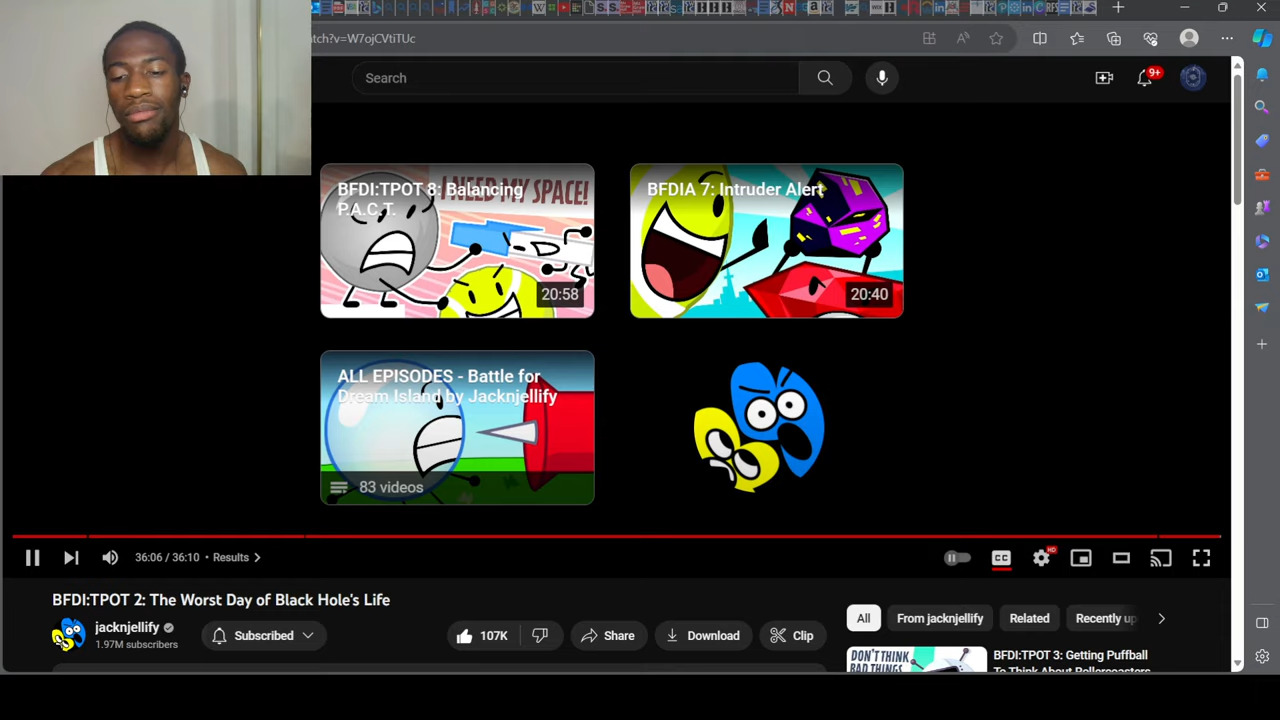 atch?v=W7ojCVtiTUc
Search
9+
BFDI:TPOT 8: Balancing
P.A.C.T.
I NEED MY SPACE!
20:58
BFDIA 7: Intruder Alert
20:40
ALL EPISODES - Battle for
Dream Island by Jacknjellify
83 videos
36:06 / 36:10 • Results
CC
HD
BFDI:TPOT 2: The Worst Day of Black Hole's Life
jacknjellify
1.97M subscribers
Subscribed
107K
Share
Download
Clip
All
From jacknjellify
Related
Recently up
DON'T THINK
BAD THINGS
BFDI:TPOT 3: Getting Puffball
To Think About Rollercoasters